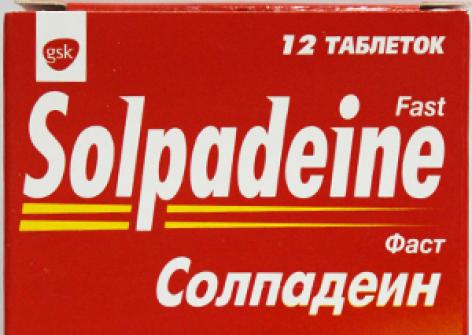 gsk
12 ТАБЛЕТОК
Fast
Solpadeine
Фаст
Солпадеин